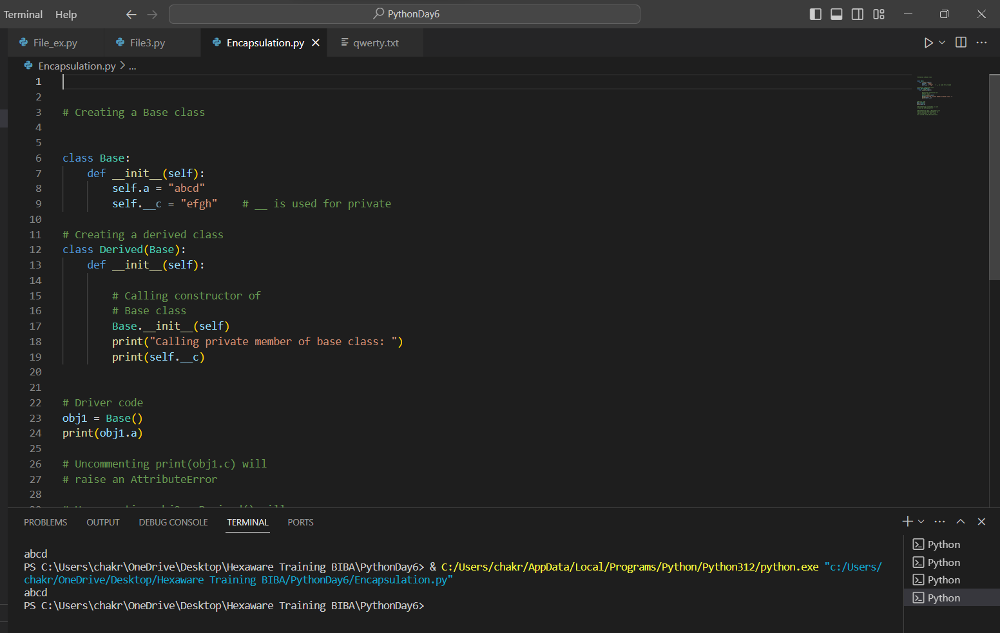 Terminal Help PythonDay6
File_ex.py File3.py Encapsulation.py qwerty.txt
Encapsulation.py > ...
1
2
3 # Creating a Base class
4
5
6 class Base:
7 def __init__(self):
8 self.a = "abcd"
9 self.__c = "efgh" # __ is used for private
10
11 # Creating a derived class
12 class Derived(Base):
13 def __init__(self):
14
15 # Calling constructor of
16 # Base class
17 Base.__init__(self)
18 print("Calling private member of base class: ")
19 print(self.__c)
20
21
22 # Driver code
23 obj1 = Base()
24 print(obj1.a)
25
26 # Uncommenting print(obj1.c) will
27 # raise an AttributeError
28
PROBLEMS OUTPUT DEBUG CONSOLE TERMINAL PORTS
abcd
PS C:\Users\chakr\OneDrive\Desktop\Hexaware Training BIBA\PythonDay6> & C:/Users/chakr/AppData/Local/Programs/Python/Python312/python.exe "c:/Users/
chakr/OneDrive/Desktop/Hexaware Training BIBA/PythonDay6/Encapsulation.py"
abcd
PS C:\Users\chakr\OneDrive\Desktop\Hexaware Training BIBA\PythonDay6>
Python
Python
Python
Python